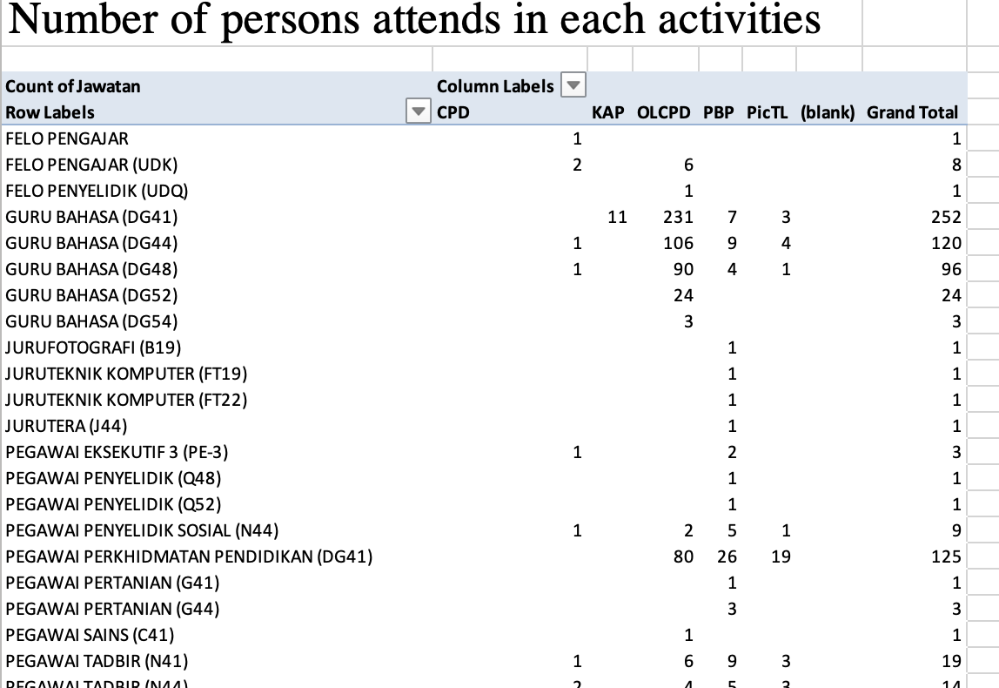 Number of persons attends in each activities
Count of Jawatan Column Labels
Row Labels CPD KAP OLCPD PBP PicTL (blank) Grand Total
FELO PENGAJAR 1 1
FELO PENGAJAR (UDK) 2 6 8
FELO PENYELIDIK (UDQ) 1 1
GURU BAHASA (DG41) 11 231 7 3 252
GURU BAHASA (DG44) 1 106 9 4 120
GURU BAHASA (DG48) 1 90 4 1 96
GURU BAHASA (DG52) 24 24
GURU BAHASA (DG54) 3 3
JURUFOTOGRAFI (B19) 1 1
JURUTEKNIK KOMPUTER (FT19) 1 1
JURUTEKNIK KOMPUTER (FT22) 1 1
JURUTERA (J44) 1 1
PEGAWAI EKSEKUTIF 3 (PE-3) 1 2 3
PEGAWAI PENYELIDIK (Q48) 1 1
PEGAWAI PENYELIDIK (Q52) 1 1
PEGAWAI PENYELIDIK SOSIAL (N44) 1 2 5 1 9
PEGAWAI PERKHIDMATAN PENDIDIKAN (DG41) 80 26 19 125
PEGAWAI PERTANIAN (G41) 1 1
PEGAWAI PERTANIAN (G44) 3 3
PEGAWAI SAINS (C41) 1 1
PEGAWAI TADBIR (N41) 1 6 9 3 19
PEGAWAI TADBIR (N44) 2 4 5 3 14